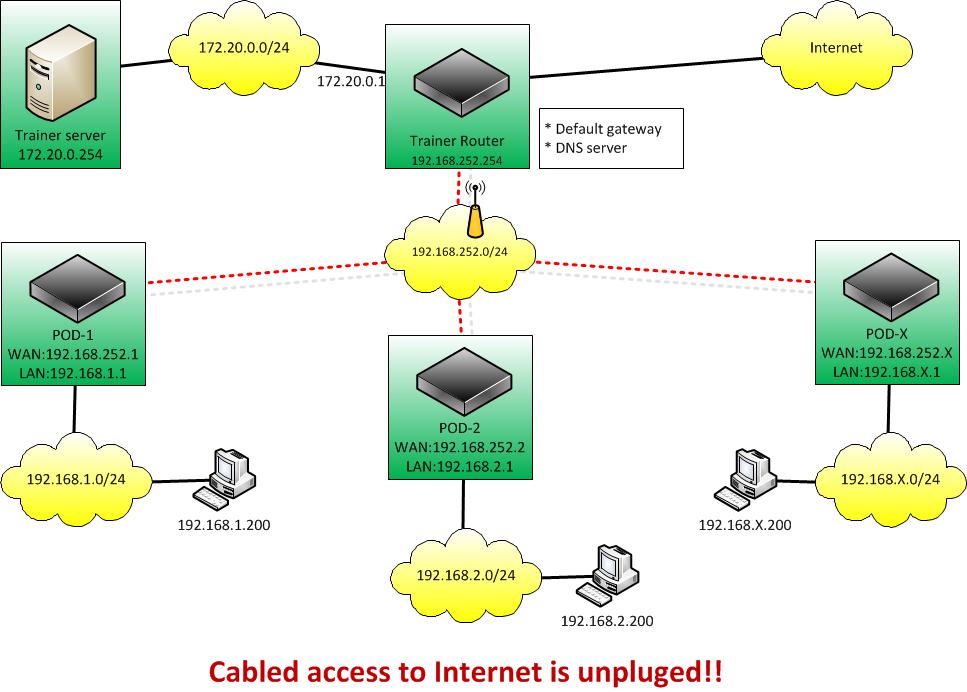 172.20.0.0/24
Internet
172.20.0.1
Trainer server
172.20.0.254
Trainer Router
192.168.252.254
* Default gateway
* DNS server
192.168.252.0/24
POD-1
WAN:192.168.252.1
LAN:192.168.1.1
POD-X
WAN:192.168.252.X
LAN:192.168.X.1
POD-2
WAN:192.168.252.2
LAN:192.168.2.1
192.168.1.0/24
192.168.1.200
192.168.X.0/24
192.168.X.200
192.168.2.0/24
192.168.2.200
Cabled access to Internet is unpluged!!